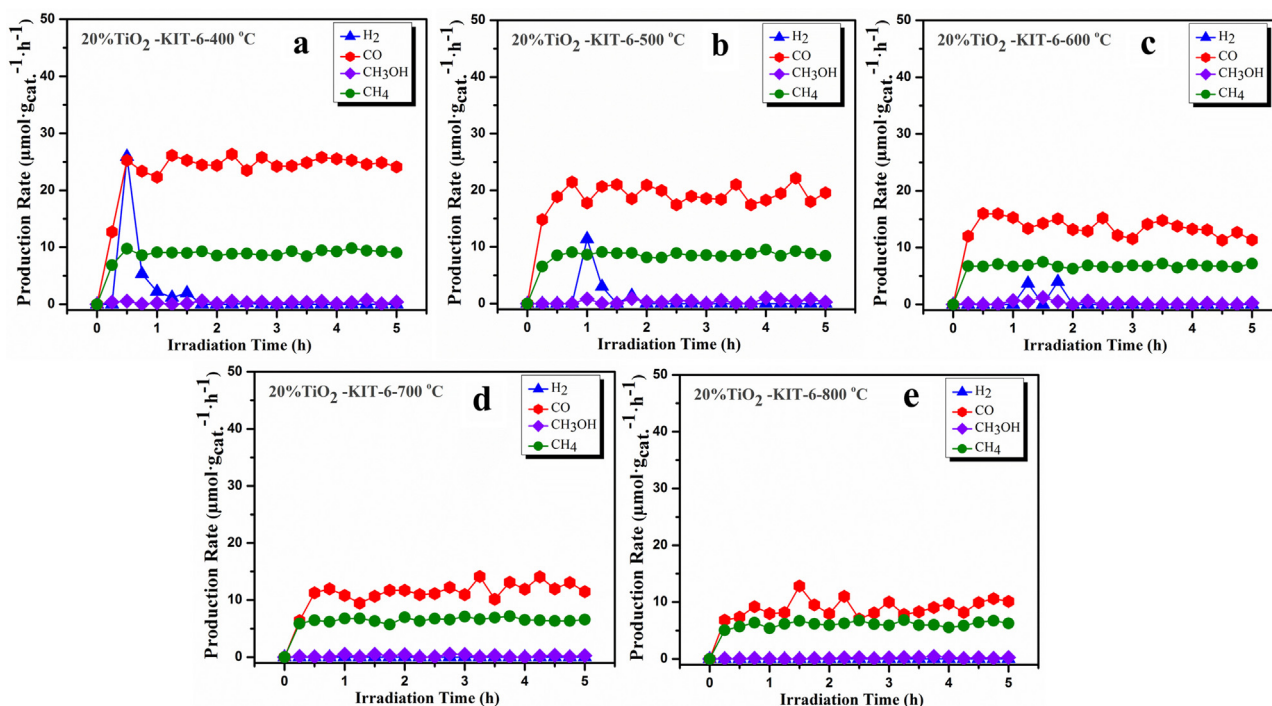 20%TiO2 -KIT-6-400 °C
a
H2
CO
CH3OH
CH4
Production Rate (μmol·gcat.-1·h-1)
50
40
30
20
10
0
0 1 2 3 4 5
Irradiation Time (h)
20%TiO2 -KIT-6-500 °C
b
H2
CO
CH3OH
CH4
Production Rate (μmol·gcat.-1·h-1)
50
40
30
20
10
0
0 1 2 3 4 5
Irradiation Time (h)
20%TiO2 -KIT-6-600 °C
c
H2
CO
CH3OH
CH4
Production Rate (μmol·gcat.-1·h-1)
50
40
30
20
10
0
0 1 2 3 4 5
Irradiation Time (h)
20%TiO2 -KIT-6-700 °C
d
H2
CO
CH3OH
CH4
Production Rate (μmol·gcat.-1·h-1)
50
40
30
20
10
0
0 1 2 3 4 5
Irradiation Time (h)
20%TiO2 -KIT-6-800 °C
e
H2
CO
CH3OH
CH4
Production Rate (μmol·gcat.-1·h-1)
50
40
30
20
10
0
0 1 2 3 4 5
Irradiation Time (h)